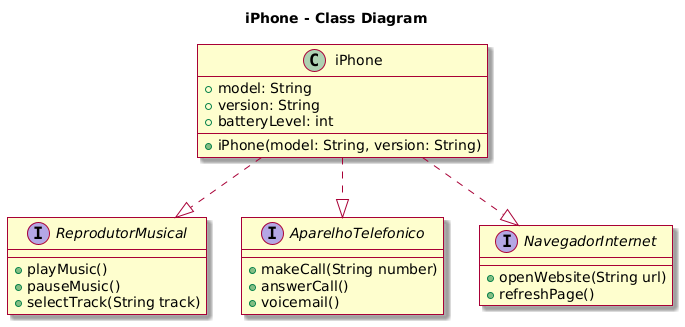 iPhone - Class Diagram
C iPhone
model: String
version: String
batteryLevel: int
iPhone(model: String, version: String)
I ReprodutorMusical
playMusic()
pauseMusic()
selectTrack(String track)
I AparelhoTelefonico
makeCall(String number)
answerCall()
voicemail()
I NavegadorInternet
openWebsite(String url)
refreshPage()